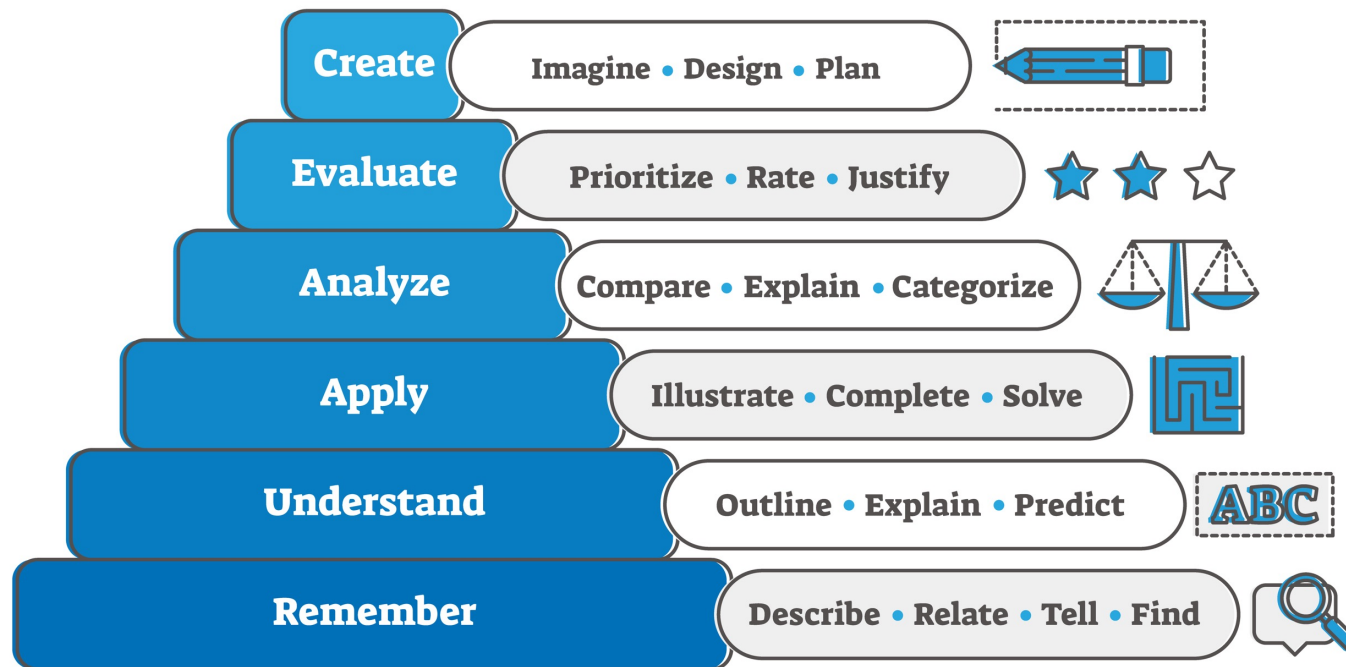 Create
Imagine • Design • Plan
Evaluate
Prioritize • Rate • Justify
Analyze
Compare • Explain • Categorize
Apply
Illustrate • Complete • Solve
Understand
Outline • Explain • Predict
ABC
Remember
Describe • Relate • Tell • Find